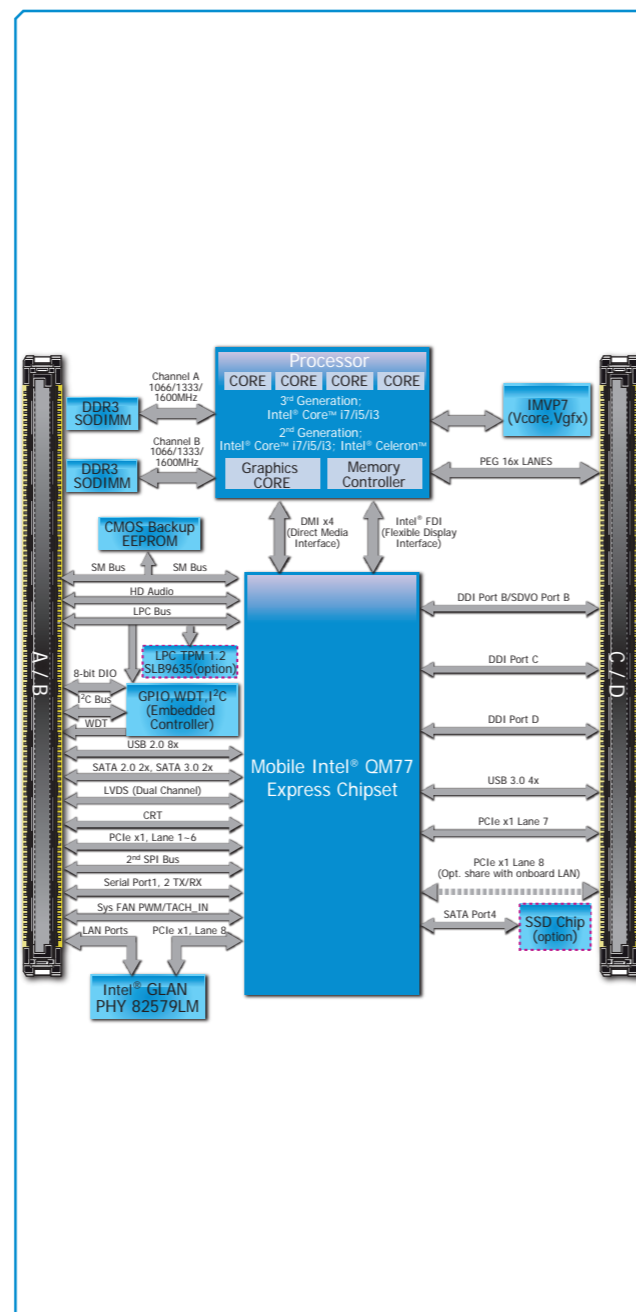 Processor
CORE CORE CORE CORE
3rd Generation;
Intel® Core™ i7/i5/i3
2nd Generation;
Intel® Core™ i7/i5/i3; Intel® Celeron™
Graphics
CORE
Memory
Controller
Channel A
1066/1333/
1600MHz
DDR3
SODIMM
Channel B
1066/1333/
1600MHz
DDR3
SODIMM
IMVP7
(Vcore,Vgfx)
PEG 16x LANES
DMI x4
(Direct Media
Interface)
Intel® FDI
(Flexible Display
Interface)
CMOS Backup
EEPROM
SM Bus
SM Bus
HD Audio
LPC Bus
LPC TPM 1.2
SLB9635(option)
A / B
8-bit DIO
I²C Bus
WDT
GPIO,WDT,I²C
(Embedded
Controller)
USB 2.0 8x
SATA 2.0 2x, SATA 3.0 2x
LVDS (Dual Channel)
CRT
PCIe x1, Lane 1~6
2nd SPI Bus
Serial Port1, 2 TX/RX
Sys FAN PWM/TACH_IN
LAN Ports
PCIe x1, Lane 8
Intel® GLAN
PHY 82579LM
Mobile Intel® QM77
Express Chipset
DDI Port B/SDVO Port B
DDI Port C
DDI Port D
USB 3.0 4x
PCIe x1 Lane 7
PCIe x1 Lane 8
(Opt. share with onboard LAN)
SATA Port4
SSD Chip
(option)
C / D